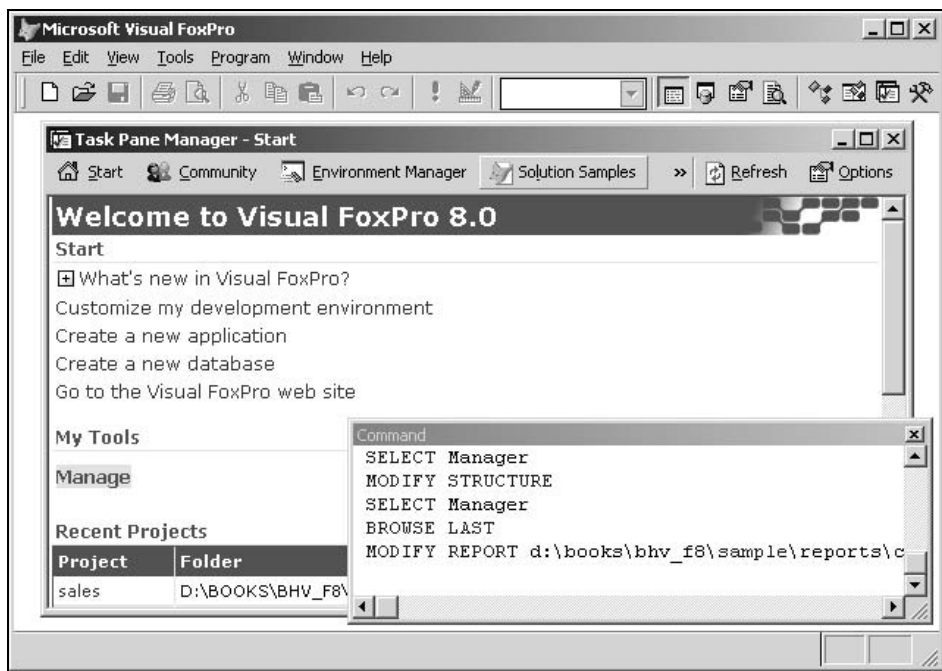 Microsoft Visual FoxPro
File Edit View Tools Program Window Help
Task Pane Manager - Start
Start Community Environment Manager Solution Samples » Refresh Options
Welcome to Visual FoxPro 8.0
Start
What's new in Visual FoxPro?
Customize my development environment
Create a new application
Create a new database
Go to the Visual FoxPro web site
My Tools
Manage
Recent Projects
Project Folder
sales D:\BOOKS\BHV_F8\
Command
SELECT Manager
MODIFY STRUCTURE
SELECT Manager
BROWSE LAST
MODIFY REPORT d:\books\bhv_f8\sample\reports\c